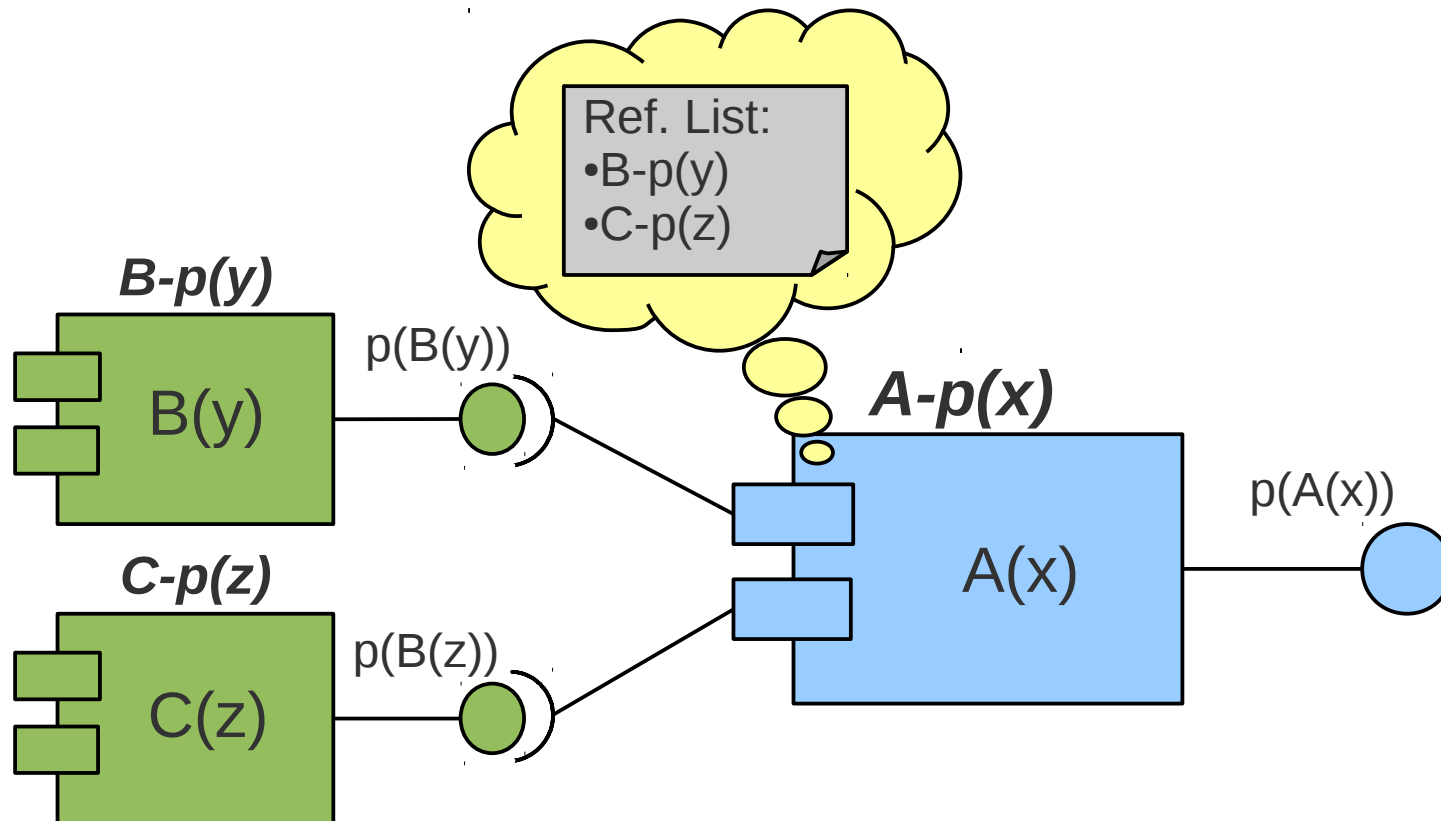 Ref. List:
•B-p(y)
•C-p(z)
B-p(y)
p(B(y))
B(y)
A-p(x)
p(A(x))
A(x)
C-p(z)
p(B(z))
C(z)